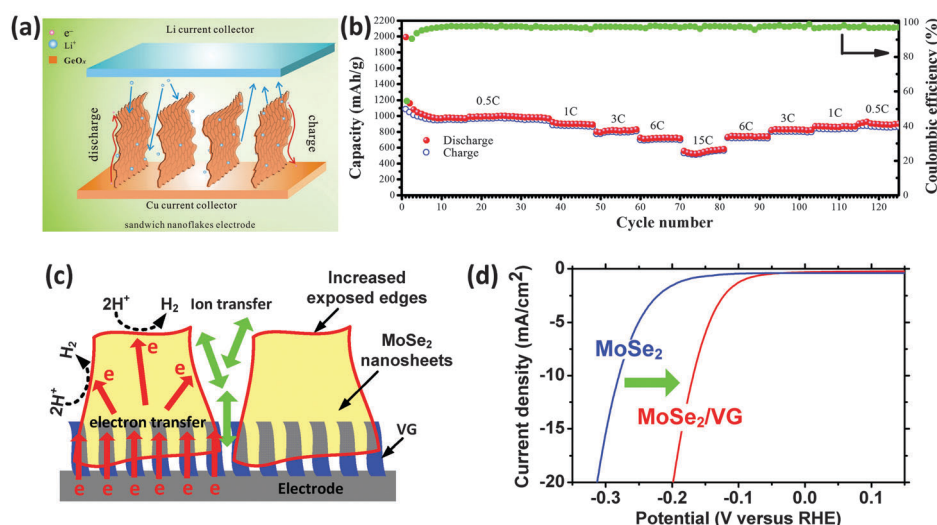 (a)
e⁻
Li⁺
GeOₓ
Li current collector
discharge
charge
Cu current collector
sandwich nanoflakes electrode
(b)
Capacity (mAh/g)
2200
2000
1800
1600
1400
1200
1000
800
600
400
200
0
0.5C
1C
3C
6C
15C
6C
3C
1C
0.5C
Discharge
Charge
0 10 20 30 40 50 60 70 80 90 100 110 120
Cycle number
100
80
60
40
20
0
Coulombic efficiency (%)
(c)
2H⁺
H₂
Ion transfer
Increased
exposed edges
MoSe₂
nanosheets
H₂
2H⁺
e
e
e
electron transfer
VG
e e e e e e
Electrode
(d)
Current density (mA/cm²)
0
-5
-10
-15
-20
MoSe₂
MoSe₂/VG
-0.3 -0.2 -0.1 0.0 0.1
Potential (V versus RHE)